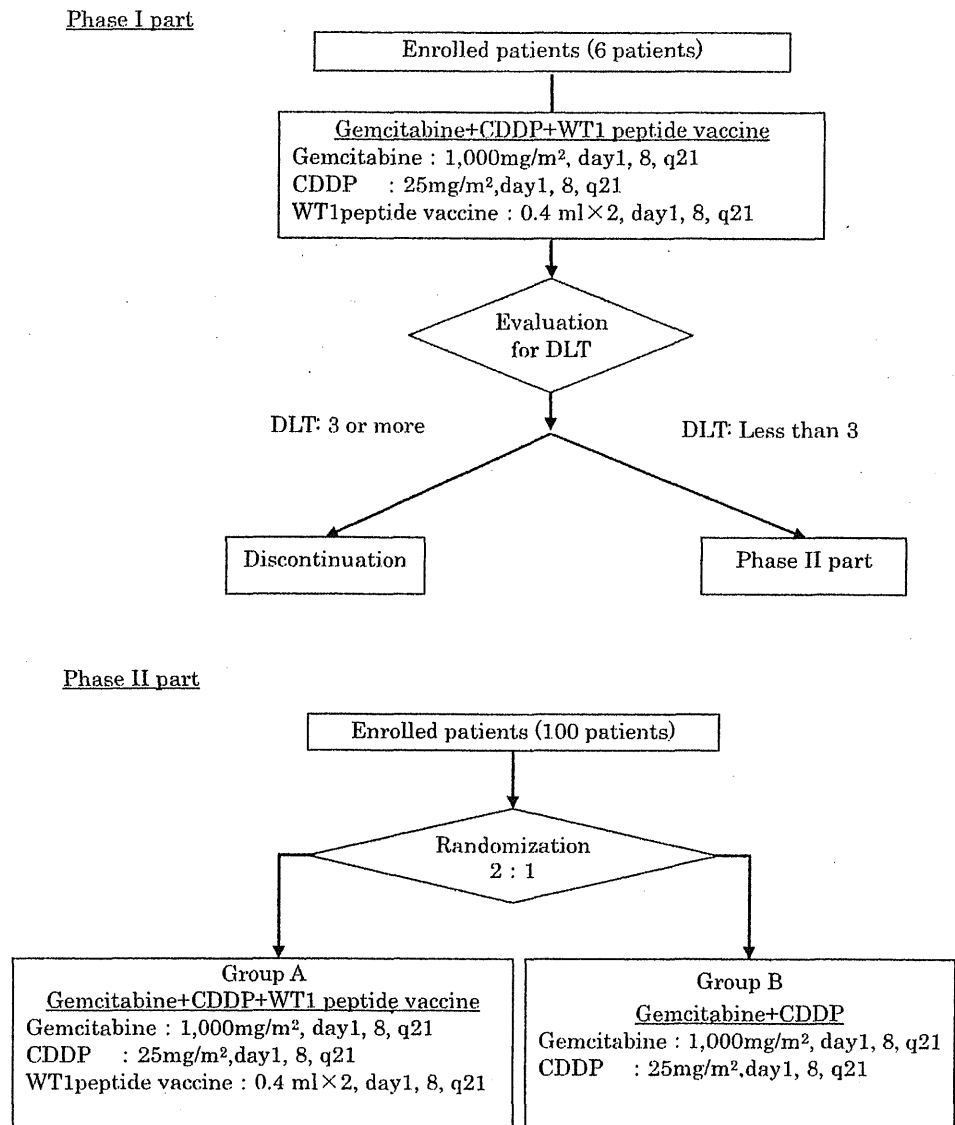 Phase I part
Enrolled patients (6 patients)
Gemcitabine+CDDP+WT1 peptide vaccine
Gemcitabine : 1,000mg/m², day1, 8, q21
CDDP : 25mg/m²,day1, 8, q21
WT1peptide vaccine : 0.4 ml×2, day1, 8, q21
Evaluation
for DLT
DLT: 3 or more
DLT: Less than 3
Discontinuation
Phase II part
Phase II part
Enrolled patients (100 patients)
Randomization
2 : 1
Group A
Gemcitabine+CDDP+WT1 peptide vaccine
Gemcitabine : 1,000mg/m², day1, 8, q21
CDDP : 25mg/m²,day1, 8, q21
WT1peptide vaccine : 0.4 ml×2, day1, 8, q21
Group B
Gemcitabine+CDDP
Gemcitabine : 1,000mg/m², day1, 8, q21
CDDP : 25mg/m²,day1, 8, q21